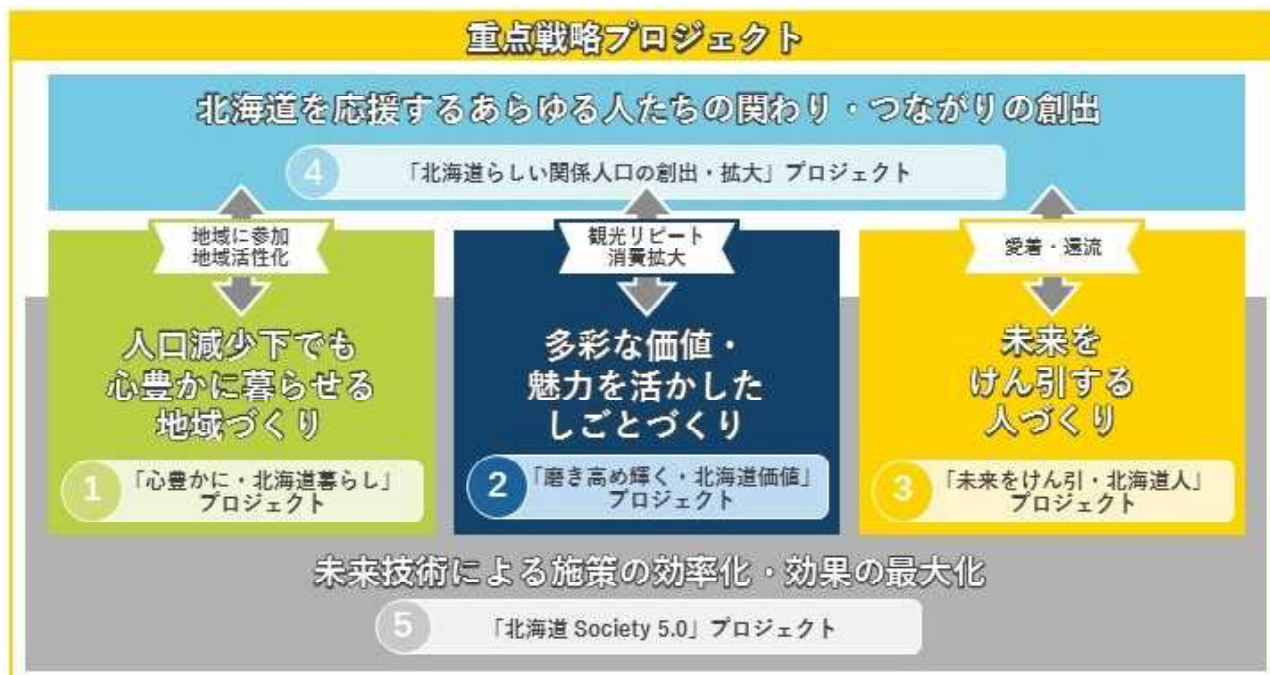 重点戦略プロジェクト
北海道を応援するあらゆる人たちの関わり・つながりの創出
4
「北海道らしい関係人口の創出・拡大」プロジェクト
地域に参加
地域活性化
人口減少下でも
心豊かに暮らせる
地域づくり
1
「心豊かに・北海道暮らし」
プロジェクト
観光リピート
消費拡大
多彩な価値・
魅力を活かした
しごとづくり
2
「磨き高め輝く・北海道価値」
プロジェクト
愛着・還流
未来を
けん引する
人づくり
3
「未来をけん引・北海道人」
プロジェクト
未来技術による施策の効率化・効果の最大化
5
「北海道 Society 5.0」プロジェクト